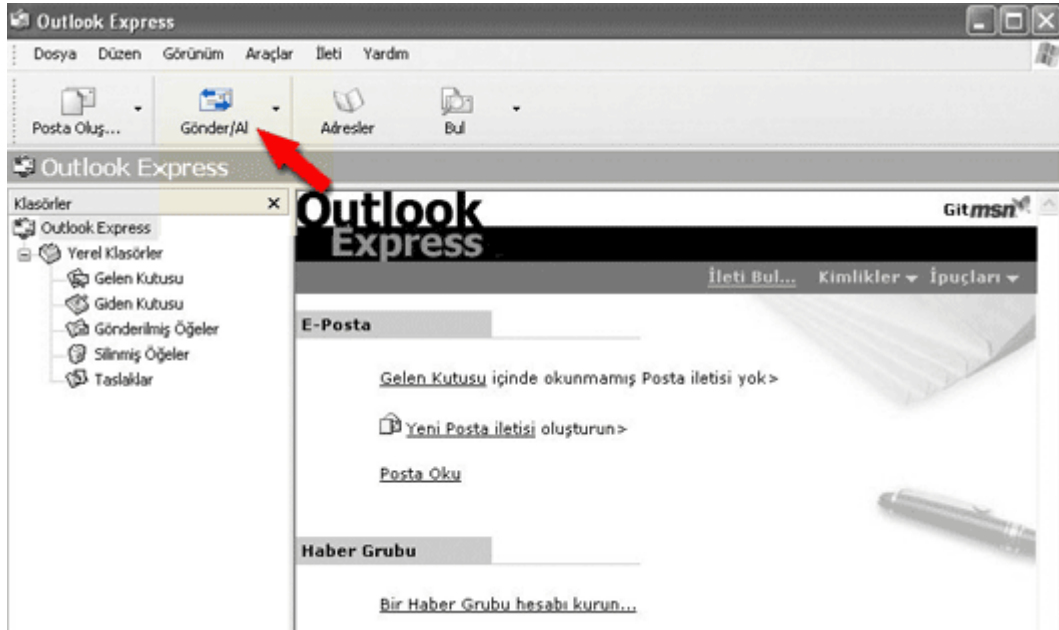 Outlook Express
Dosya Düzen Görünüm Araçlar İleti Yardım
Posta Oluş... Gönder/Al Adresler Bul
Outlook Express
Klasörler
Outlook Express
Yerel Klasörler
Gelen Kutusu
Giden Kutusu
Gönderilmiş Öğeler
Silinmiş Öğeler
Taslaklar
Outlook
Express
Git msn
İleti Bul... Kimlikler İpuçları
E-Posta
Gelen Kutusu içinde okunmamış Posta iletisi yok>
Yeni Posta iletisi oluşturun>
Posta Oku
Haber Grubu
Bir Haber Grubu hesabı kurun...